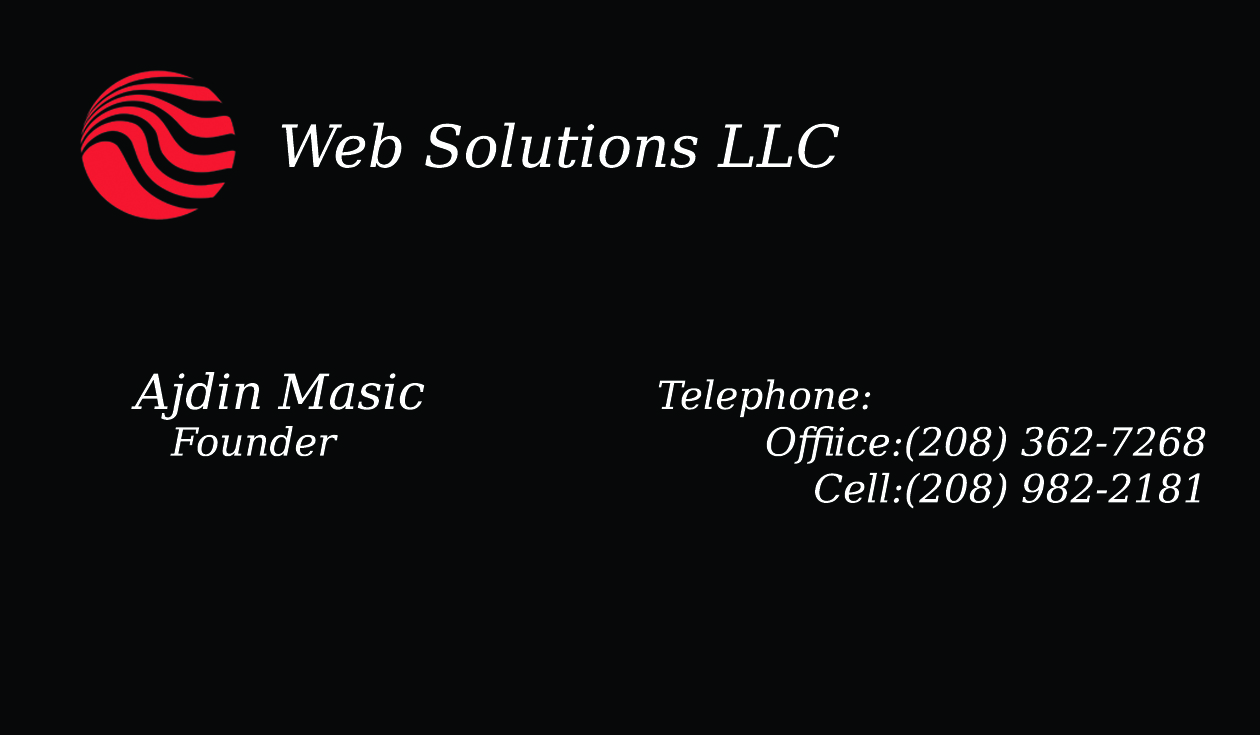 Web Solutions LLC
Ajdin Masic
Founder
Telephone:
Office:(208) 362-7268
Cell:(208) 982-2181